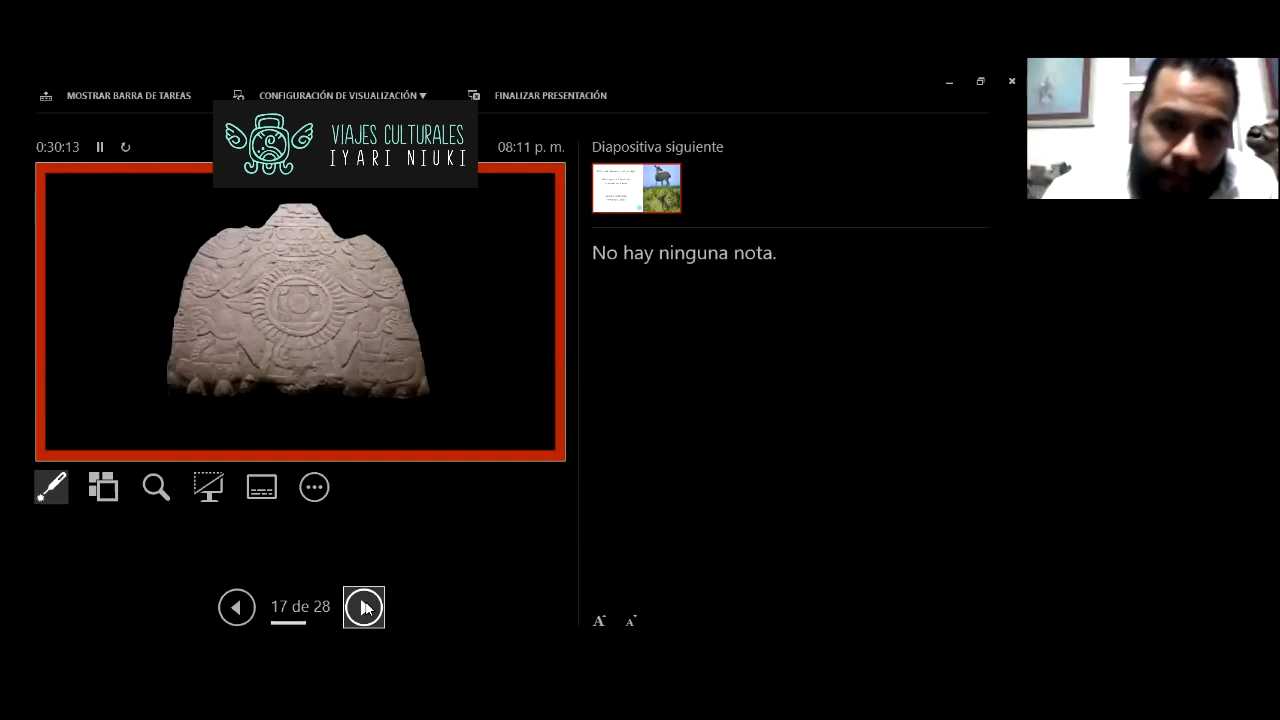 MOSTRAR BARRA DE TAREAS
CONFIGURACIÓN DE VISUALIZACIÓN ▼
FINALIZAR PRESENTACIÓN
VIAJES CULTURALES
IYARI NIUKI
0:30:13
08:11 p. m.
Diapositiva siguiente
No hay ninguna nota.
17 de 28
A A